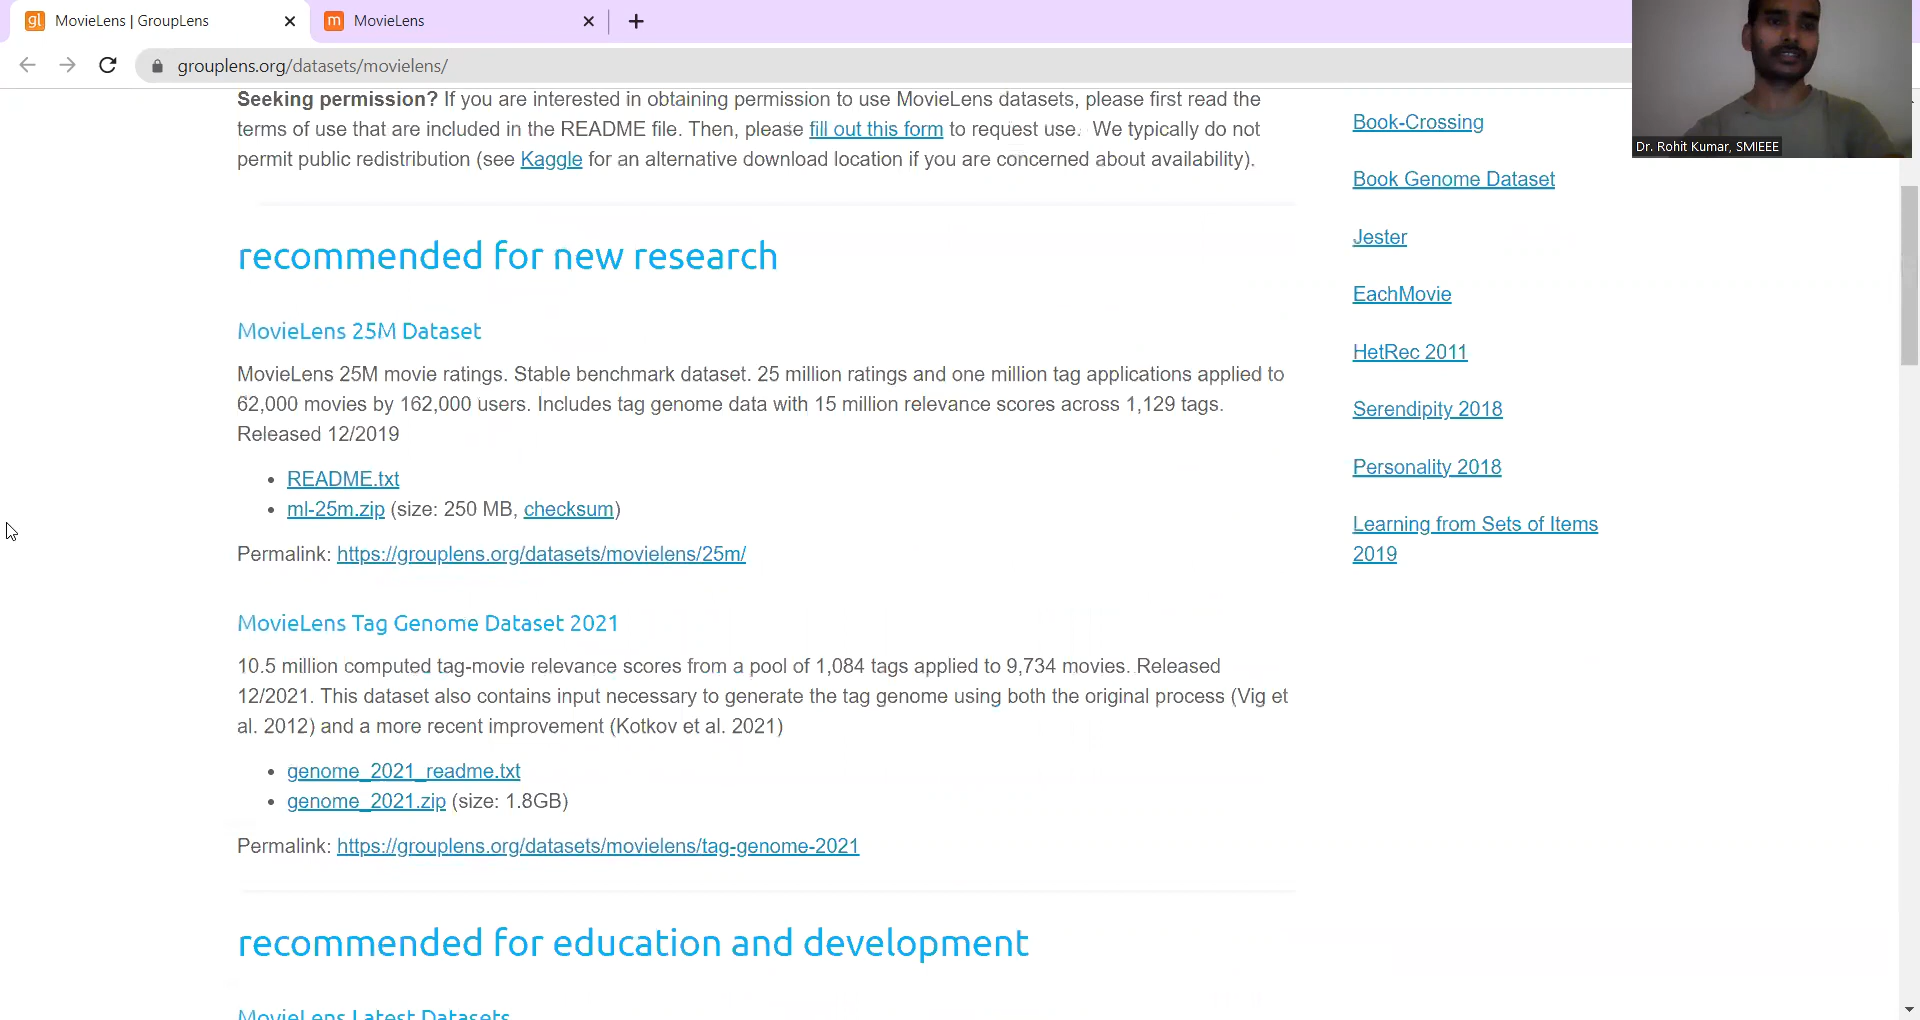 MovieLens | GroupLens
MovieLens
grouplens.org/datasets/movielens/
Seeking permission? If you are interested in obtaining permission to use MovieLens datasets, please first read the
terms of use that are included in the README file. Then, please fill out this form to request use. We typically do not
permit public redistribution (see Kaggle for an alternative download location if you are concerned about availability).
recommended for new research
MovieLens 25M Dataset
MovieLens 25M movie ratings. Stable benchmark dataset. 25 million ratings and one million tag applications applied to
62,000 movies by 162,000 users. Includes tag genome data with 15 million relevance scores across 1,129 tags.
Released 12/2019
• README.txt
• ml-25m.zip (size: 250 MB, checksum)
Permalink: https://grouplens.org/datasets/movielens/25m/
MovieLens Tag Genome Dataset 2021
10.5 million computed tag-movie relevance scores from a pool of 1,084 tags applied to 9,734 movies. Released
12/2021. This dataset also contains input necessary to generate the tag genome using both the original process (Vig et
al. 2012) and a more recent improvement (Kotkov et al. 2021)
• genome_2021_readme.txt
• genome_2021.zip (size: 1.8GB)
Permalink: https://grouplens.org/datasets/movielens/tag-genome-2021
recommended for education and development
MovieLens Latest Datasets
Book-Crossing
Book Genome Dataset
Jester
EachMovie
HetRec 2011
Serendipity 2018
Personality 2018
Learning from Sets of Items
2019
Dr. Rohit Kumar, SMIEEE